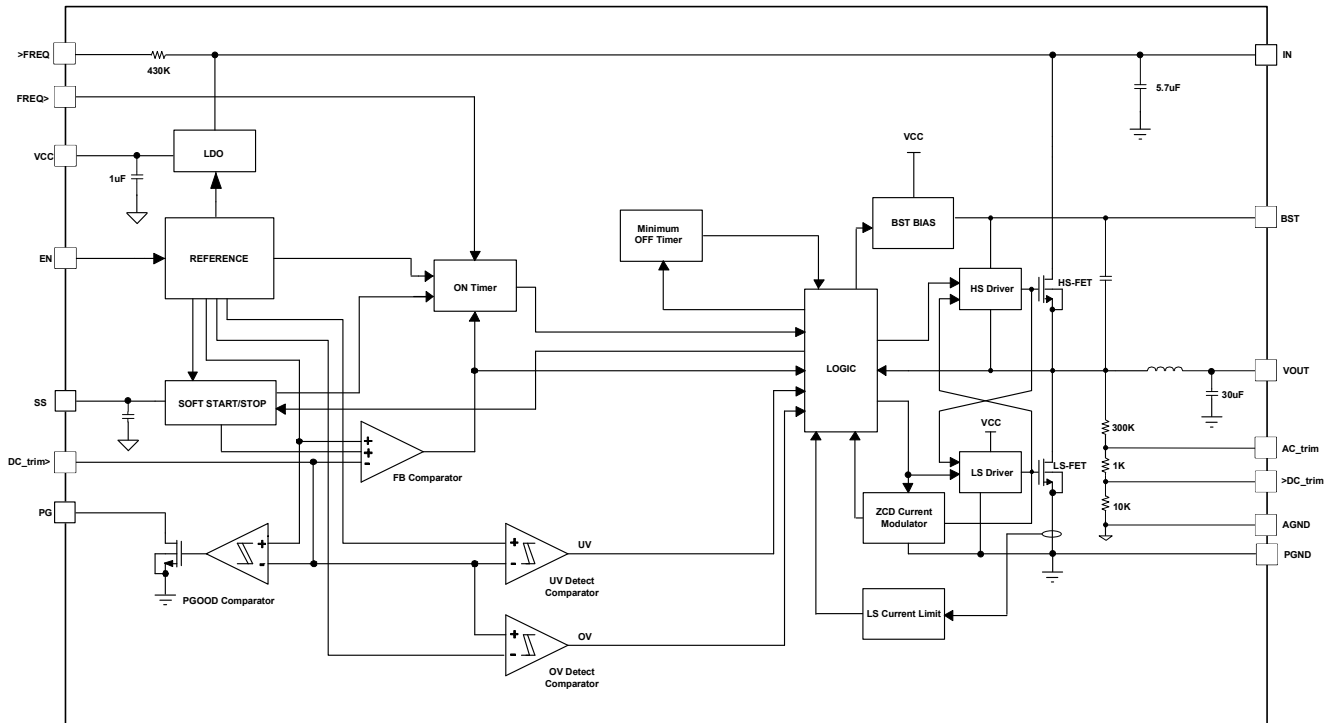 >FREQ
430K
IN
5.7uF
FREQ>
VCC
LDO
VCC
1uF
BST BIAS
BST
Minimum
OFF Timer
EN
REFERENCE
ON Timer
HS Driver
HS-FET
LOGIC
VOUT
30uF
SS
SOFT START/STOP
300K
VCC
AC_trim
DC_trim>
+
+
-
FB Comparator
LS Driver
LS-FET
1K
>DC_trim
10K
PG
ZCD Current
Modulator
AGND
PGND
+
-
PGOOD Comparator
+
-
UV
UV Detect
Comparator
LS Current Limit
+
-
OV
OV Detect
Comparator